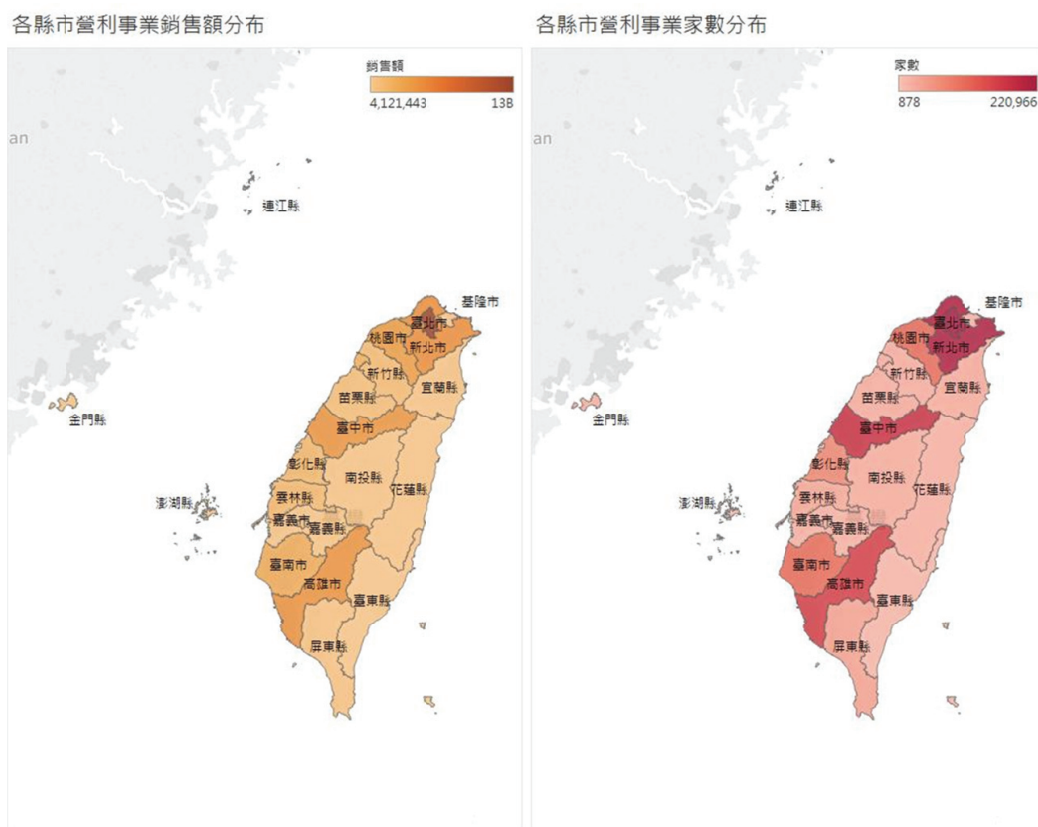 各縣市營利事業銷售額分布
銷售額
4,121,443 13B
an
連江縣
基隆市
臺北市
桃園市
新北市
新竹縣
宜蘭縣
苗栗縣
金門縣
臺中市
彰化縣
南投縣
花蓮縣
澎湖縣
雲林縣
嘉義市
嘉義縣
臺南市
高雄市
臺東縣
屏東縣
各縣市營利事業家數分布
家數
878 220,966
an
連江縣
基隆市
臺北市
桃園市
新北市
新竹縣
宜蘭縣
苗栗縣
金門縣
臺中市
彰化縣
南投縣
花蓮縣
澎湖縣
雲林縣
嘉義市
嘉義縣
臺南市
高雄市
臺東縣
屏東縣